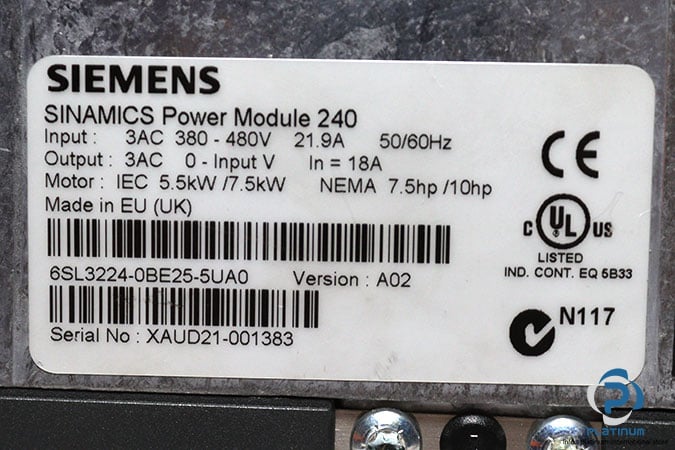 SIEMENS
SINAMICS Power Module 240
Input : 3AC 380 - 480V 21.9A 50/60Hz
Output : 3AC 0 - Input V In = 18A
Motor : IEC 5.5kW /7.5kW NEMA 7.5hp /10hp
Made in EU (UK)
CE
C UL US
LISTED
IND. CONT. EQ 5B33
6SL3224-0BE25-5UA0 Version : A02
N117
Serial No : XAUD21-001383
PLATINUM